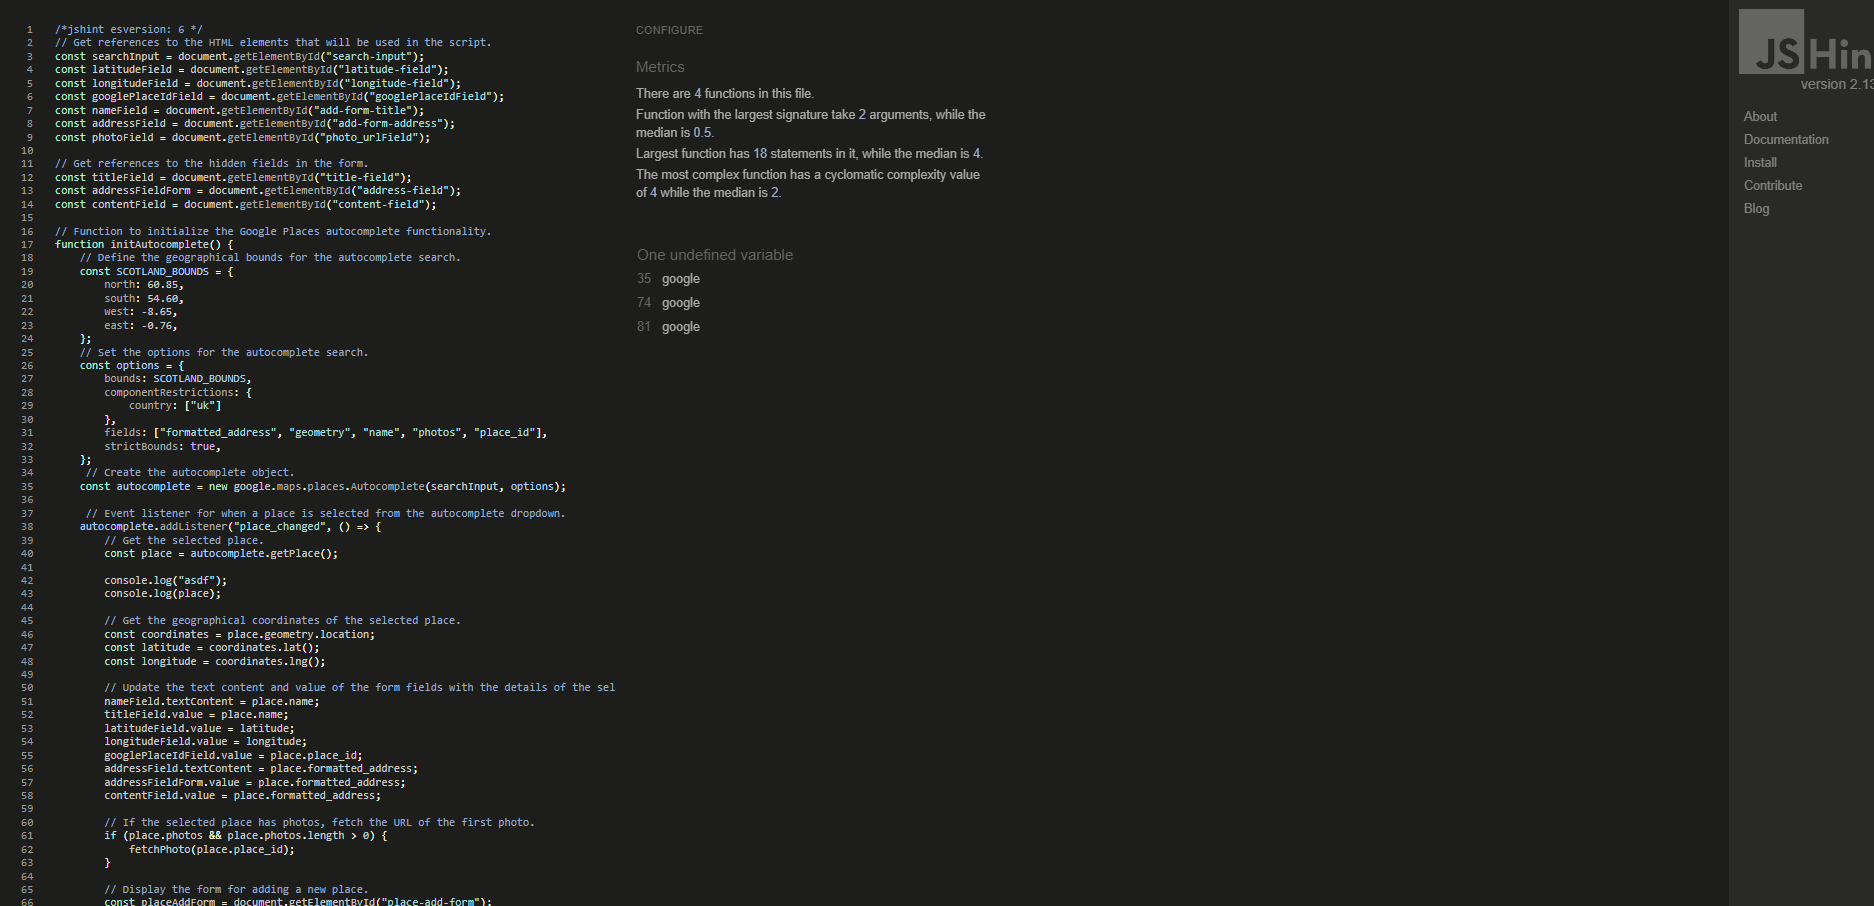 1 /*jshint esversion: 6 */
2 // Get references to the HTML elements that will be used in the script.
3 const searchInput = document.getElementById("search-input");
4 const latitudeField = document.getElementById("latitude-field");
5 const longitudeField = document.getElementById("longitude-field");
6 const googlePlaceIdField = document.getElementById("googlePlaceIdField");
7 const nameField = document.getElementById("add-form-title");
8 const addressField = document.getElementById("add-form-address");
9 const photoField = document.getElementById("photo_urlField");
10
11 // Get references to the hidden fields in the form.
12 const titleField = document.getElementById("title-field");
13 const addressFieldForm = document.getElementById("address-field");
14 const contentField = document.getElementById("content-field");
15
16 // Function to initialize the Google Places autocomplete functionality.
17 function initAutocomplete() {
18 // Define the geographical bounds for the autocomplete search.
19 const SCOTLAND_BOUNDS = {
20 north: 60.85,
21 south: 54.60,
22 west: -8.65,
23 east: -0.76,
24 };
25 // Set the options for the autocomplete search.
26 const options = {
27 bounds: SCOTLAND_BOUNDS,
28 componentRestrictions: {
29 country: ["uk"]
30 },
31 fields: ["formatted_address", "geometry", "name", "photos", "place_id"],
32 strictBounds: true,
33 };
34 // Create the autocomplete object.
35 const autocomplete = new google.maps.places.Autocomplete(searchInput, options);
36
37 // Event listener for when a place is selected from the autocomplete dropdown.
38 autocomplete.addListener("place_changed", () => {
39 // Get the selected place.
40 const place = autocomplete.getPlace();
41
42 console.log("asdf");
43 console.log(place);
44
45 // Get the geographical coordinates of the selected place.
46 const coordinates = place.geometry.location;
47 const latitude = coordinates.lat();
48 const longitude = coordinates.lng();
49
50 // Update the text content and value of the form fields with the details of the sel
51 nameField.textContent = place.name;
52 titleField.value = place.name;
53 latitudeField.value = latitude;
54 longitudeField.value = longitude;
55 googlePlaceIdField.value = place.place_id;
56 addressField.textContent = place.formatted_address;
57 addressFieldForm.value = place.formatted_address;
58 contentField.value = place.formatted_address;
59
60 // If the selected place has photos, fetch the URL of the first photo.
61 if (place.photos && place.photos.length > 0) {
62 fetchPhoto(place.place_id);
63 }
64
65 // Display the form for adding a new place.
66 const placeAddForm = document.getElementById("place-add-form");
CONFIGURE
Metrics
There are 4 functions in this file.
Function with the largest signature take 2 arguments, while the
median is 0.5.
Largest function has 18 statements in it, while the median is 4.
The most complex function has a cyclomatic complexity value
of 4 while the median is 2.
One undefined variable
35 google
74 google
81 google
JSHin
version 2.13
About
Documentation
Install
Contribute
Blog